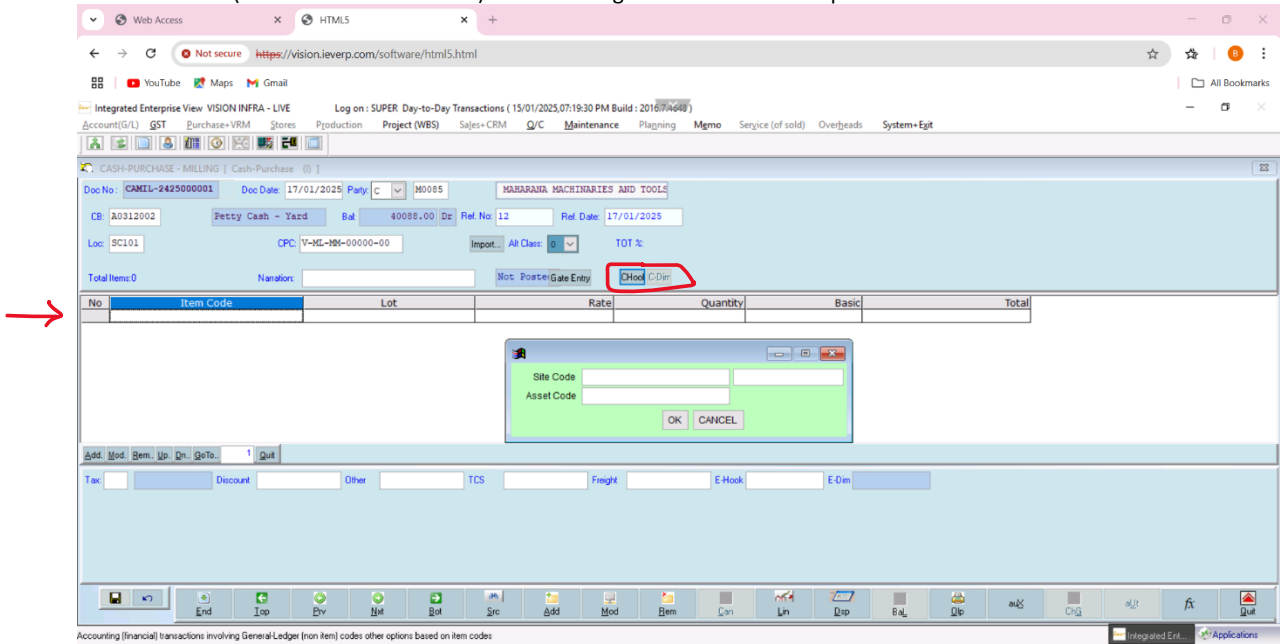 Web Access HTML5
Not secure https://vision.ieverp.com/software/html5.html B
YouTube Maps Gmail All Bookmarks
Integrated Enterprise View VISION INFRA - LIVE Log on : SUPER Day-to-Day Transactions ( 15/01/2025,07:19:30 PM Build : 2016.7.4648 )
Account(G/L) GST Purchase+VRM Stores Production Project (WBS) Sales+CRM Q/C Maintenance Planning Memo Service (of sold) Overheads System+Exit
CASH-PURCHASE - MILLING [ Cash-Purchase (I) ]
Doc No : CAMIL-2425000001 Doc Date: 17/01/2025 Party: C M0085 MAHARANA MACHINARIES AND TOOLS
CB: A0312002 Petty Cash - Yard Bal: 40088.00 Dr Ref. No: 12 Ref. Date: 17/01/2025
Loc: SC101 CPC: V-ML-MM-00000-00 Import... Alt Class: 0 TOT %:
Total Items:0 Narration: Not Poste Gate Entry CHool C-Dim
No Item Code Lot Rate Quantity Basic Total
Site Code
Asset Code
OK CANCEL
Add. Mod. Rem.. Up. Dn.. GoTo.. 1 Quit
Tax: Discount Other TCS Freight E-Hook E-Dim
End Top Prv Nxt Bot Src Add Mod Rem Can Lin Dsp Bal Qlp Chg fx Quit
Accounting (financial) transactions involving General-Ledger (non item) codes other options based on item codes Integrated Ent... Applications